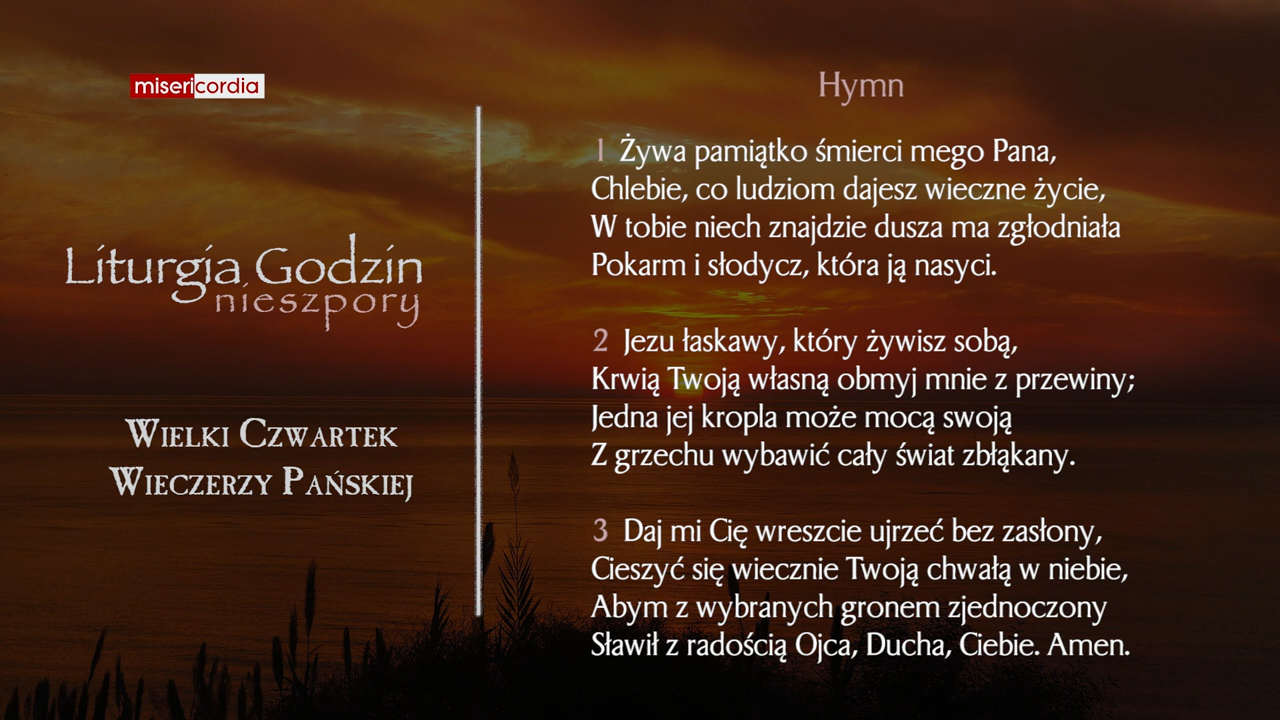 misericordia
Liturgia Godzin
nieszpory
Wielki Czwartek
Wieczerzy Pańskiej
Hymn
1 Żywa pamiątko śmierci mego Pana,
Chlebie, co ludziom dajesz wieczne życie,
W tobie niech znajdzie dusza ma zgłodniała
Pokarm i słodycz, która ją nasyci.
2 Jezu łaskawy, który żywisz sobą,
Krwią Twoją własną obmyj mnie z przewiny;
Jedna jej kropla może mocą swoją
Z grzechu wybawić cały świat zbłąkany.
3 Daj mi Cię wreszcie ujrzeć bez zasłony,
Cieszyć się wiecznie Twoją chwałą w niebie,
Abym z wybranych gronem zjednoczony
Sławił z radością Ojca, Ducha, Ciebie. Amen.